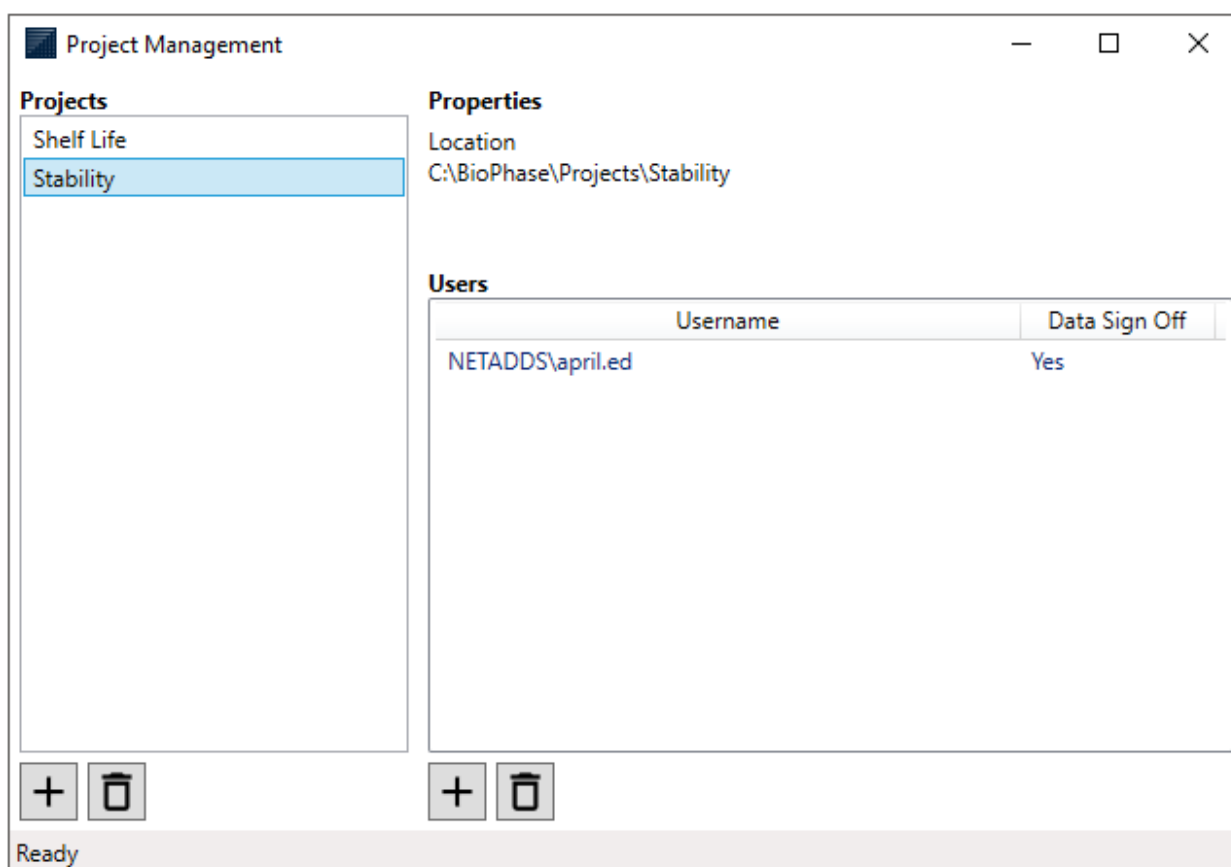 Project Management
Projects
Shelf Life
Stability
Properties
Location
C:\BioPhase\Projects\Stability
Users
Username Data Sign Off
NETADDS\april.ed Yes
Ready